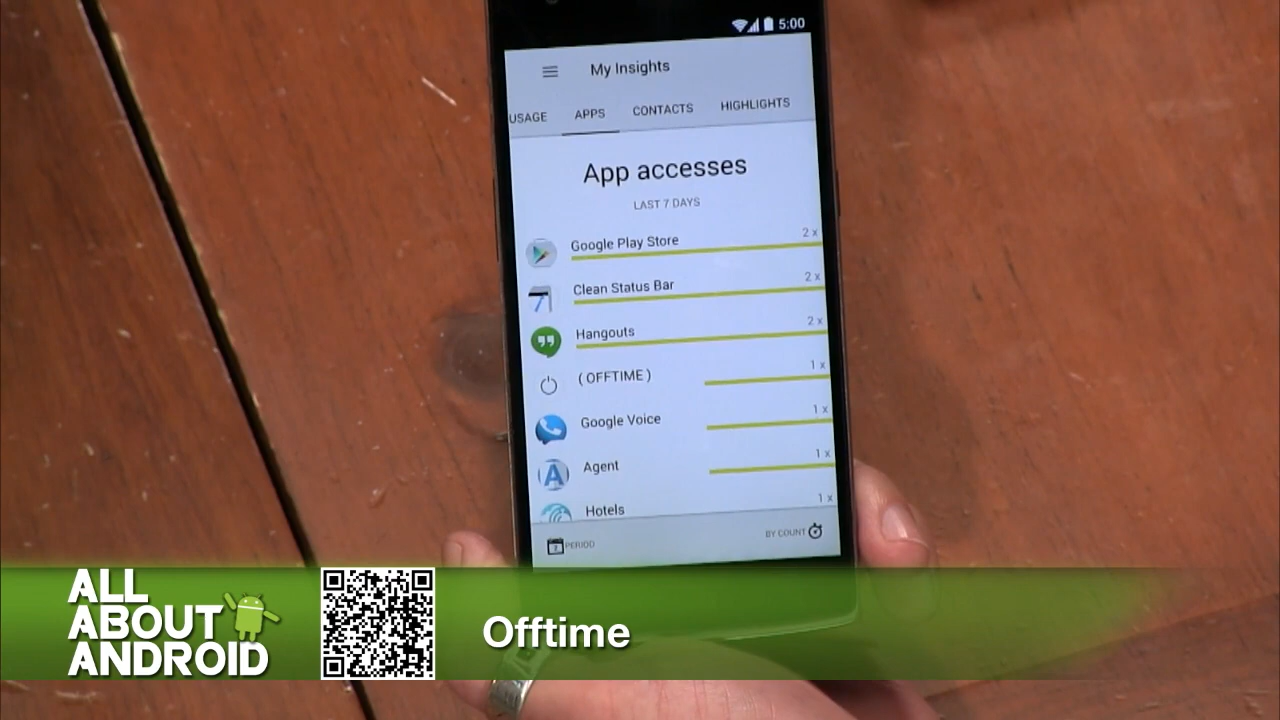 5:00
My Insights
USAGE APPS CONTACTS HIGHLIGHTS
App accesses
LAST 7 DAYS
Google Play Store 2 x
Clean Status Bar 2 x
Hangouts 2 x
( OFFTIME ) 1 x
Google Voice 1 x
Agent 1 x
Hotels 1 x
7 PERIOD BY COUNT
ALL
ABOUT
ANDROID
Offtime